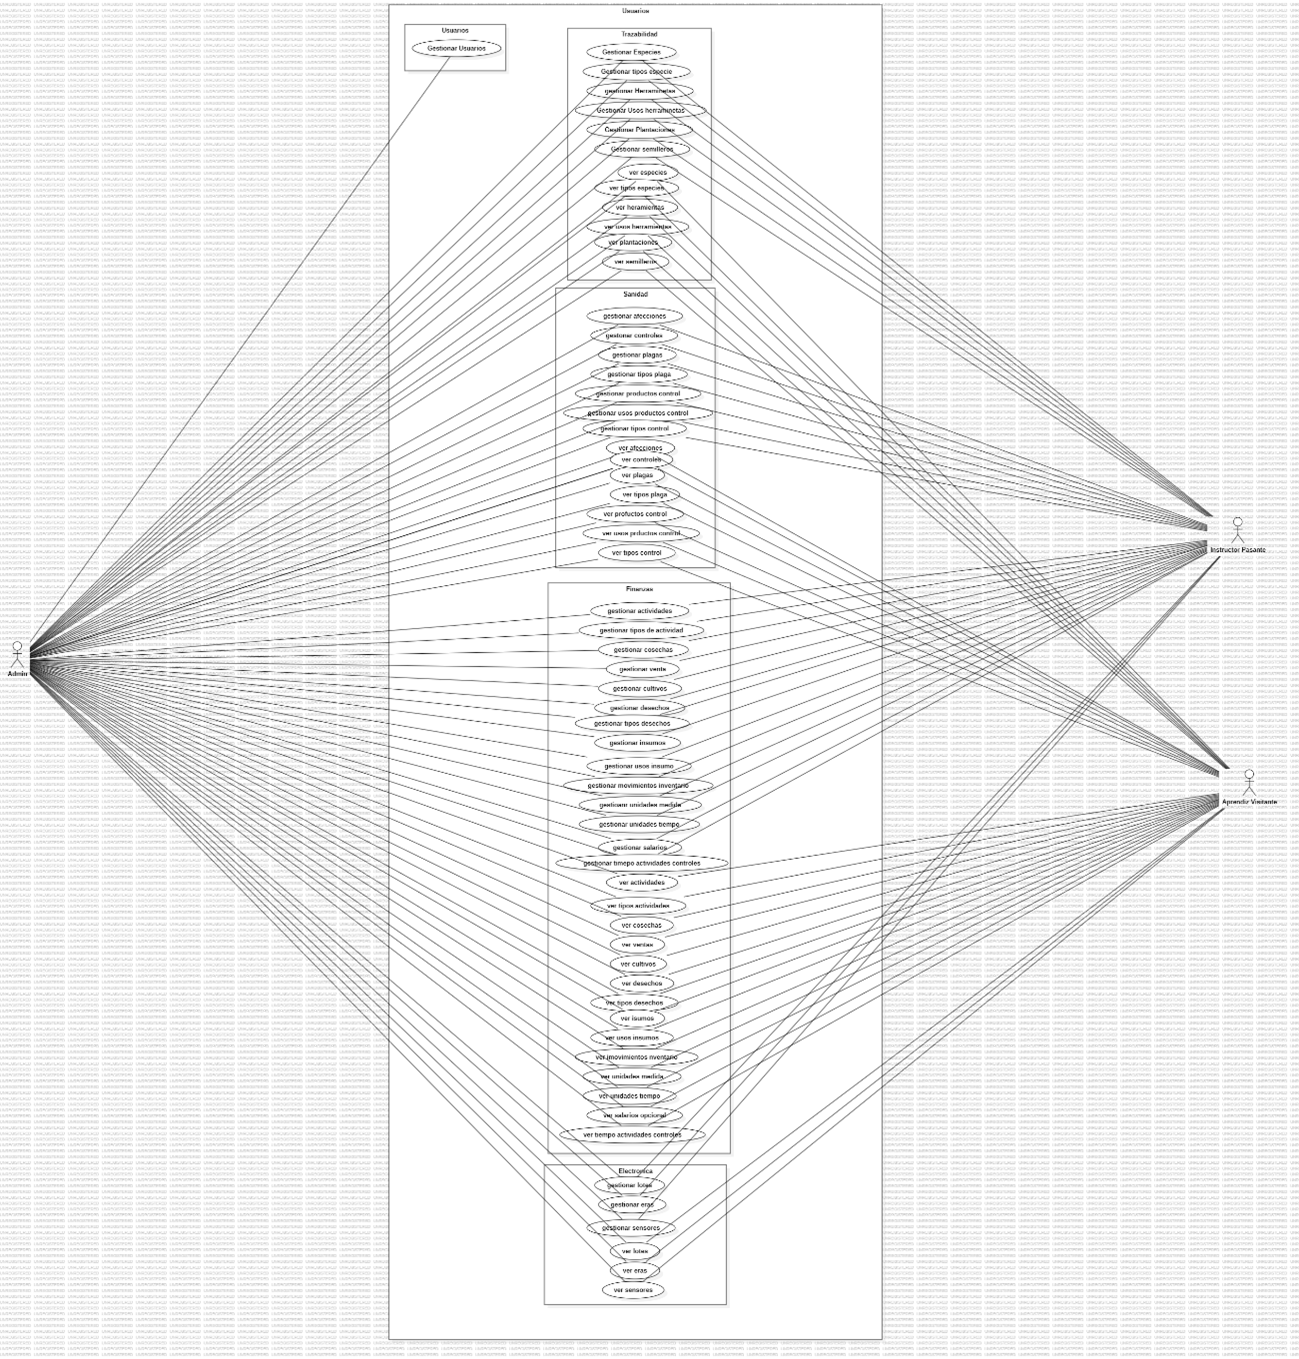 Usuarios
Usuarios
Gestionar Usuarios
Trazabilidad
Gestionar Especies
Gestionar tipos especie
gestionar Herraminetas
Gestionar Usos herraminetas
Gestionar Plantaciones
Gestionar semilleros
ver especies
ver tipos especies
ver heramientas
ver usos herramientas
ver plantaciones
ver semilleros
Sanidad
gestionar afecciones
gestionar controles
gestionar plagas
gestionar tipos plaga
gestionar productos control
gestionar usos productos control
gestionar tipos control
ver afecciones
ver controles
ver plagas
ver tipos plaga
ver profuctos control
ver usos prductos control
ver tipos control
Instructor Pasante
Finanzas
gestionar actividades
gestionar tipos de actividad
gestionar cosechas
gestionar venta
gestionar cultivos
gestionar desechos
gestionar tipos desechos
gestionar insumos
gestionar usos insumo
gestionar movimientos inventario
gestioanr unidades medida
gestionar unidades tiempo
gestionar salarios
gestionar timepo actividades controles
ver actividades
ver tipos actividades
ver cosechas
ver ventas
ver cultivos
ver desechos
ver tipos desechos
ver isumos
ver usos insumos
ver imovimientos nventario
ver unidades medida
ver unidades tiempo
ver salarios opcional
ver tiempo actividades controles
Admin
Aprendiz Visitante
Electronica
gestionar lotes
gestionar eras
gestionar sensores
ver lotes
ver eras
ver sensores